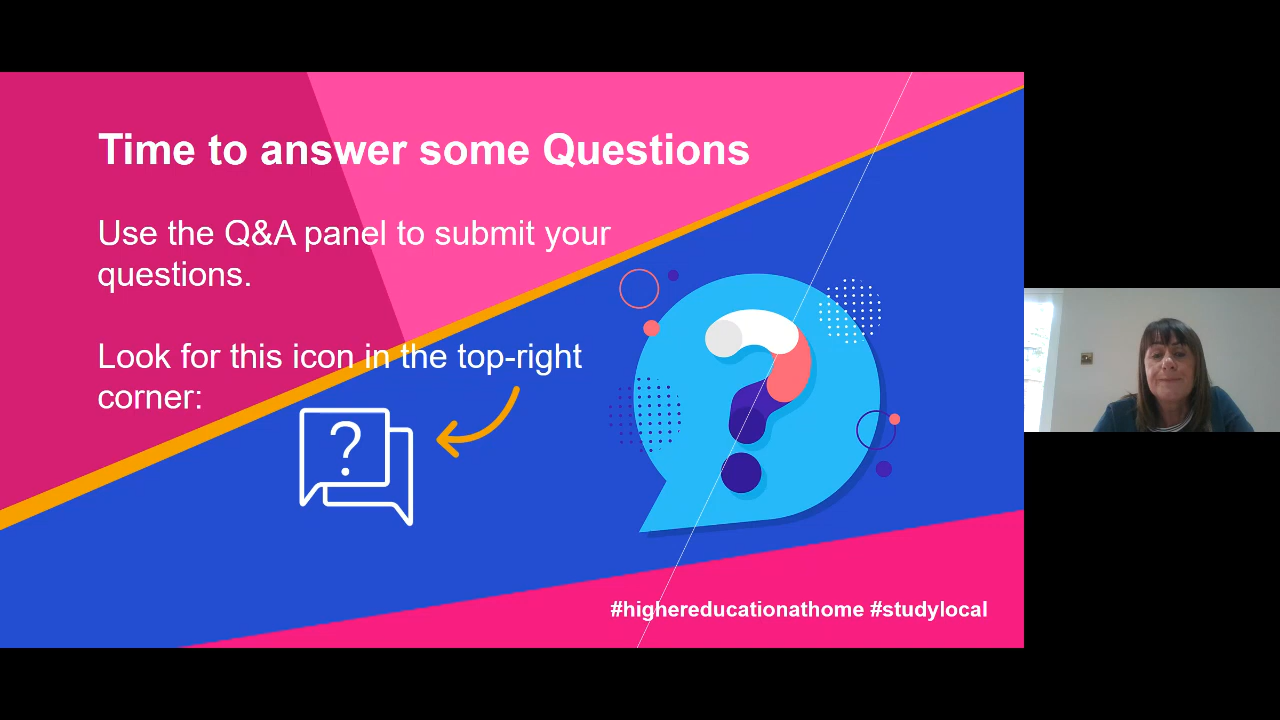 Time to answer some Questions
Use the Q&A panel to submit your
questions.
Look for this icon in the top-right
corner:
?
#highereducationathome #studylocal